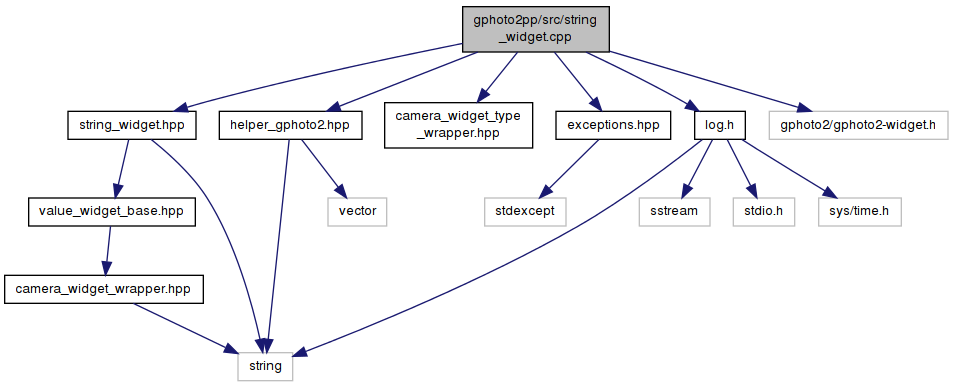 gphoto2pp/src/string
_widget.cpp
string_widget.hpp
helper_gphoto2.hpp
camera_widget_type
_wrapper.hpp
exceptions.hpp
log.h
gphoto2/gphoto2-widget.h
value_widget_base.hpp
vector
stdexcept
sstream
stdio.h
sys/time.h
camera_widget_wrapper.hpp
string